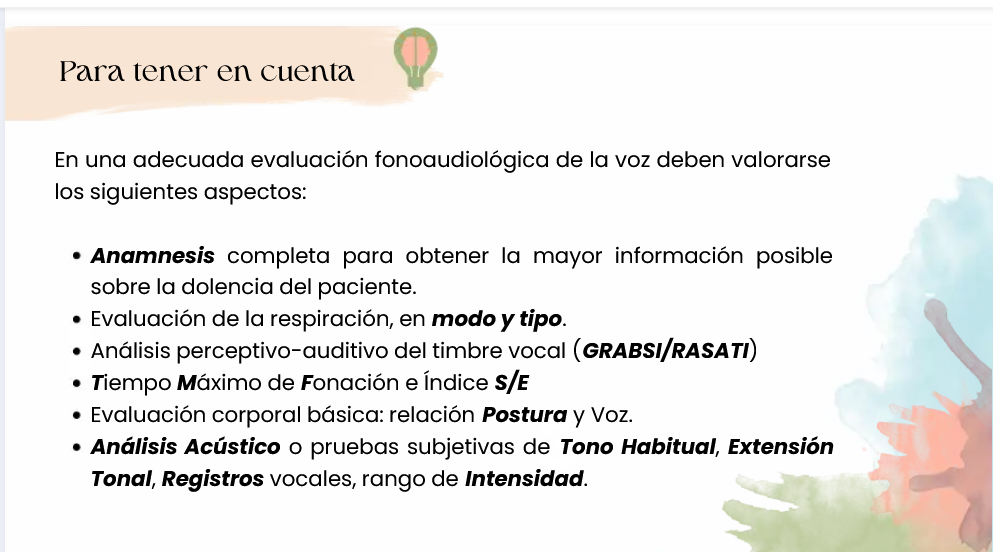 Para tener en cuenta
En una adecuada evaluación fonoaudiológica de la voz deben valorarse
los siguientes aspectos:
• Anamnesis completa para obtener la mayor información posible
sobre la dolencia del paciente.
• Evaluación de la respiración, en modo y tipo.
• Análisis perceptivo-auditivo del timbre vocal (GRABSI/RASATI)
• Tiempo Máximo de Fonación e Índice S/E
• Evaluación corporal básica: relación Postura y Voz.
• Análisis Acústico o pruebas subjetivas de Tono Habitual, Extensión
Tonal, Registros vocales, rango de Intensidad.